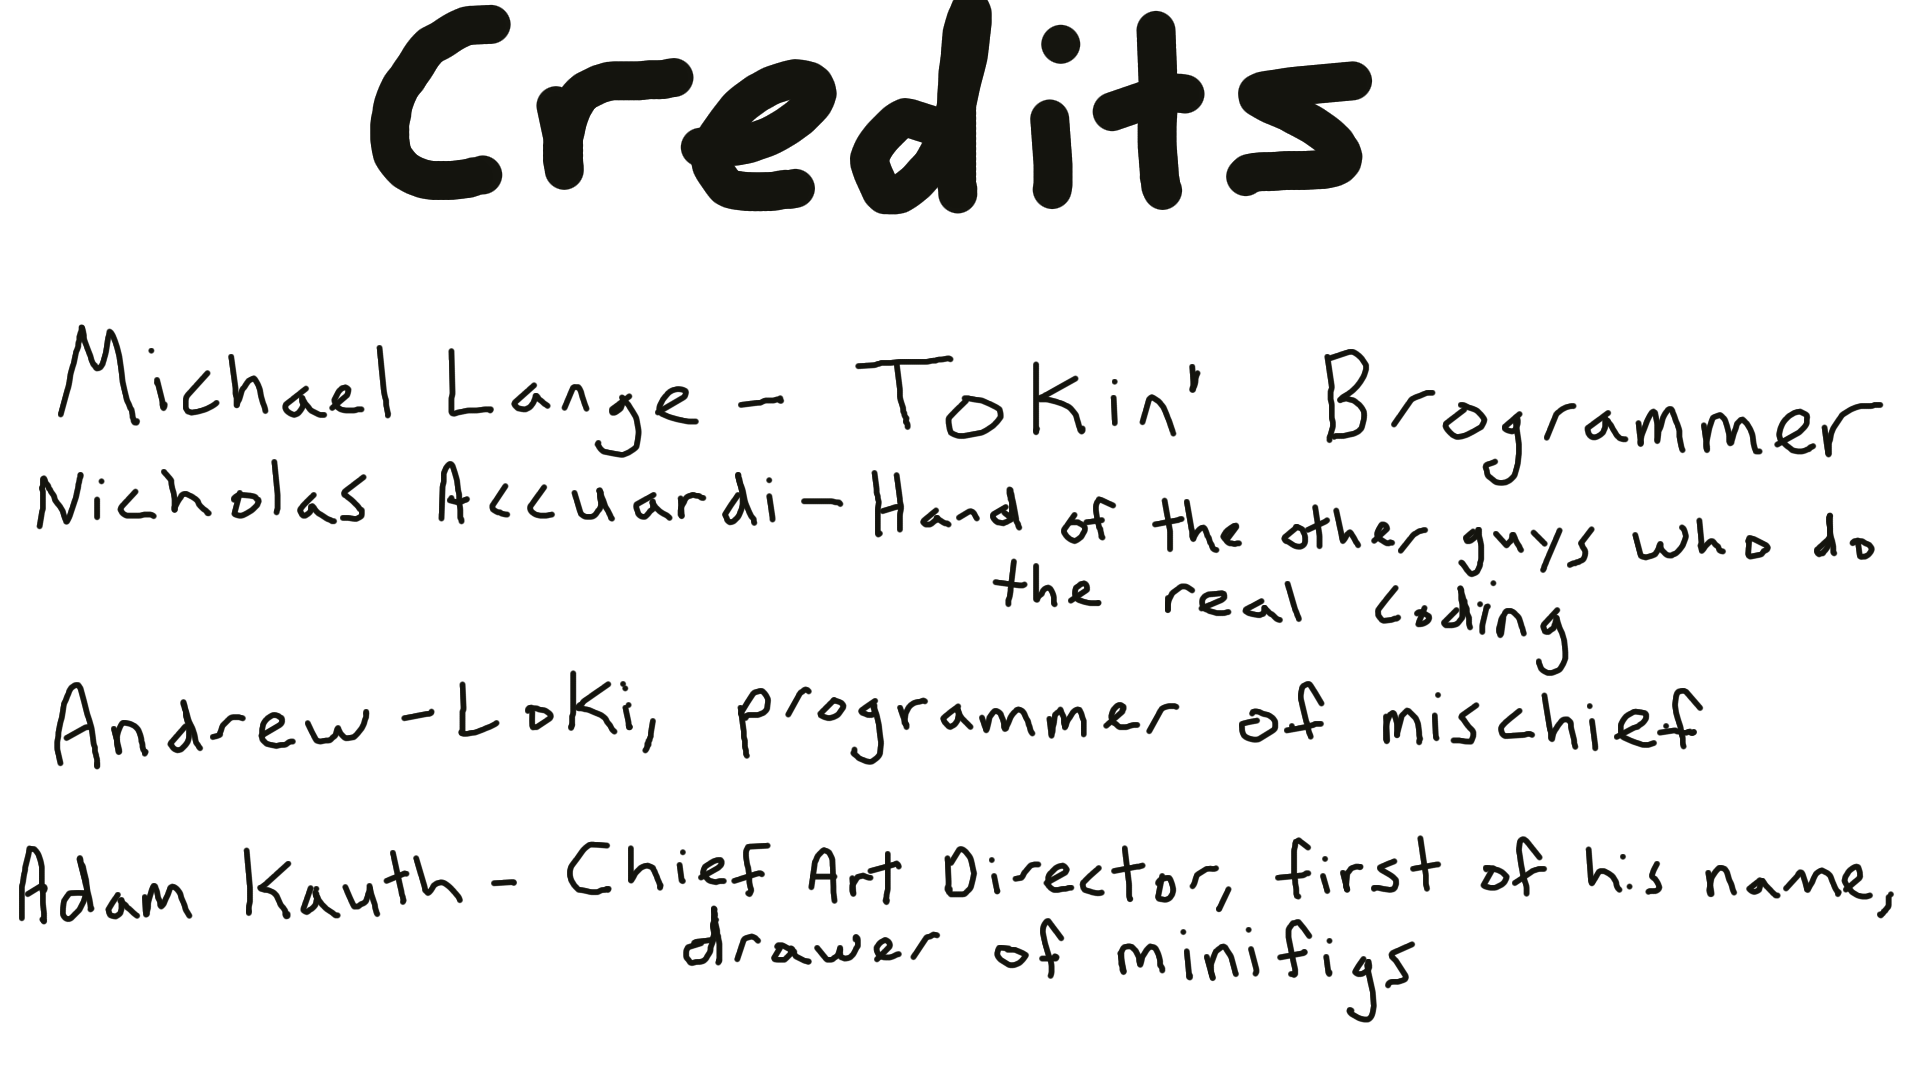 Credits
Michael Lange - Tokin' Brogrammer
Nicholas Accuardi - Hand of the other guys who do
the real coding
Andrew - Loki, programmer of mischief
Adam Kauth - Chief Art Director, first of his name,
drawer of minifigs